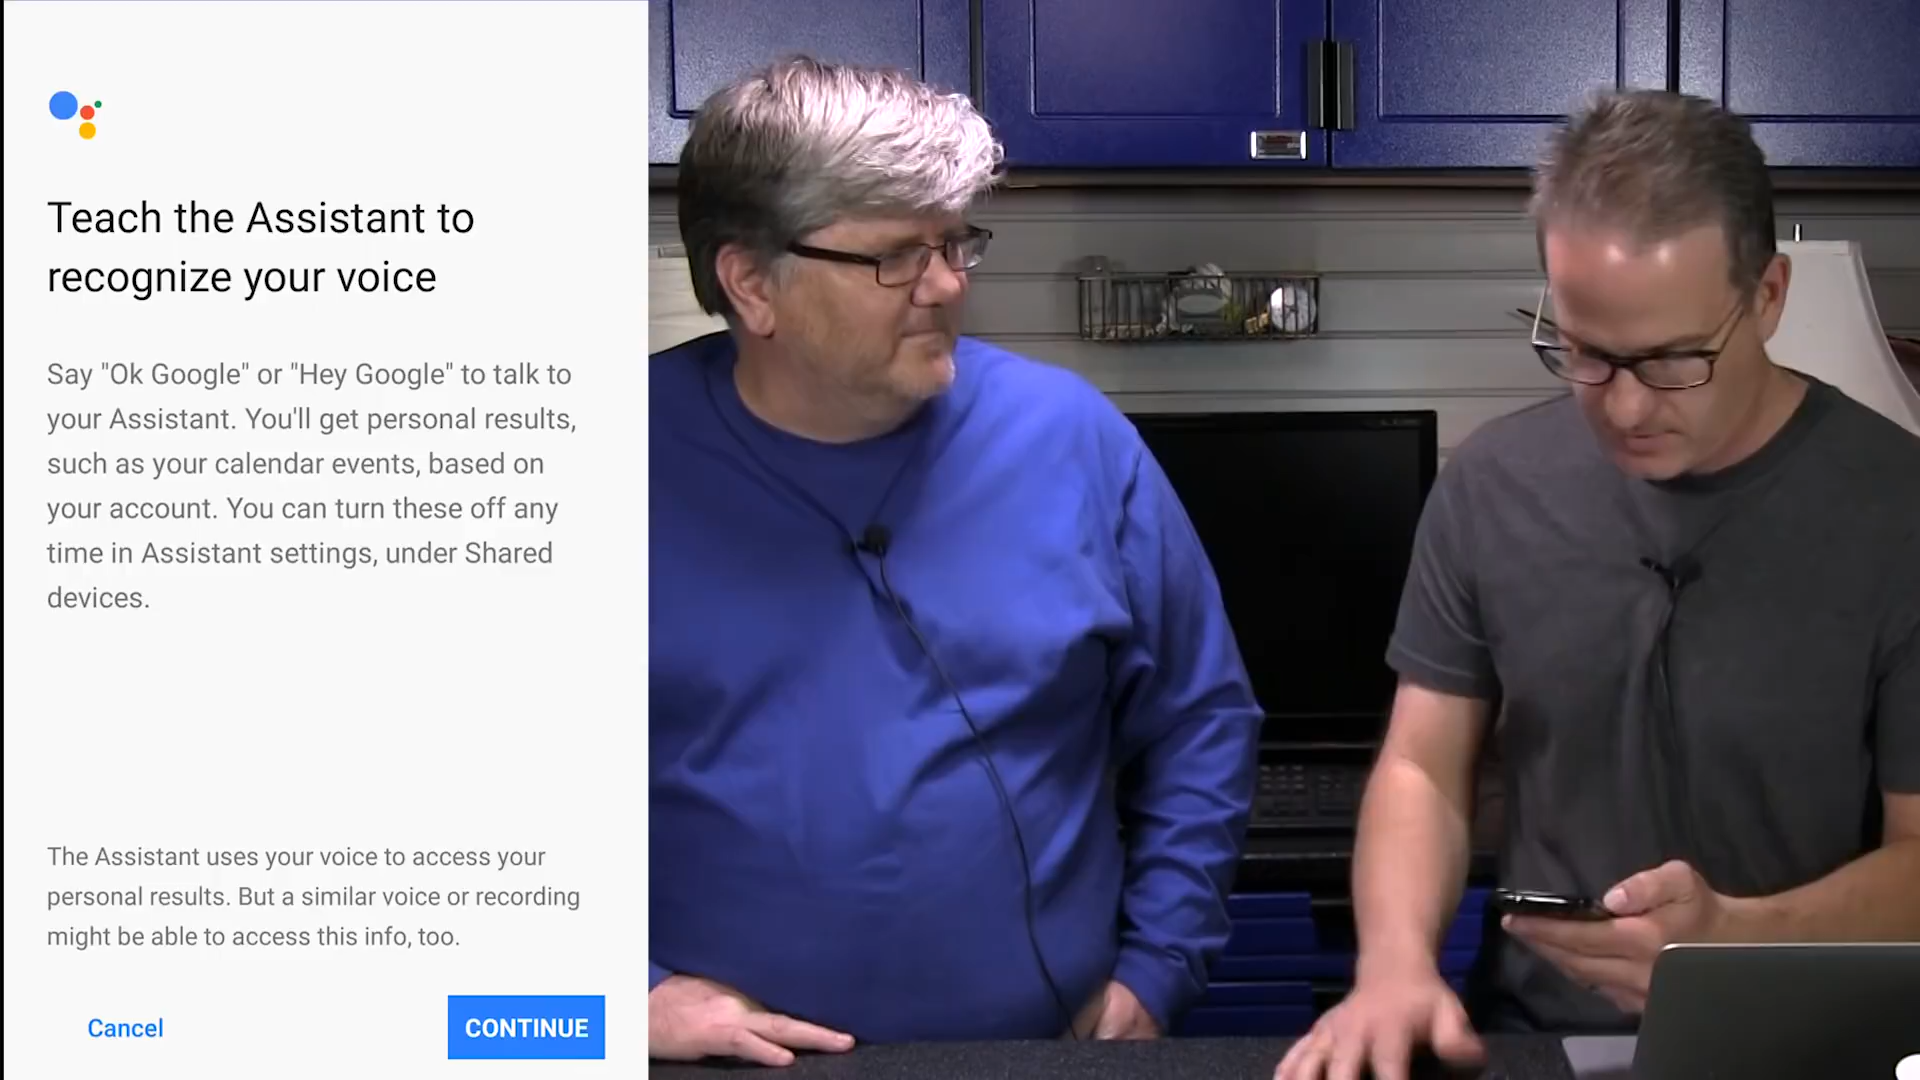 Teach the Assistant to
recognize your voice
Say "Ok Google" or "Hey Google" to talk to
your Assistant. You'll get personal results,
such as your calendar events, based on
your account. You can turn these off any
time in Assistant settings, under Shared
devices.
The Assistant uses your voice to access your
personal results. But a similar voice or recording
might be able to access this info, too.
Cancel
CONTINUE